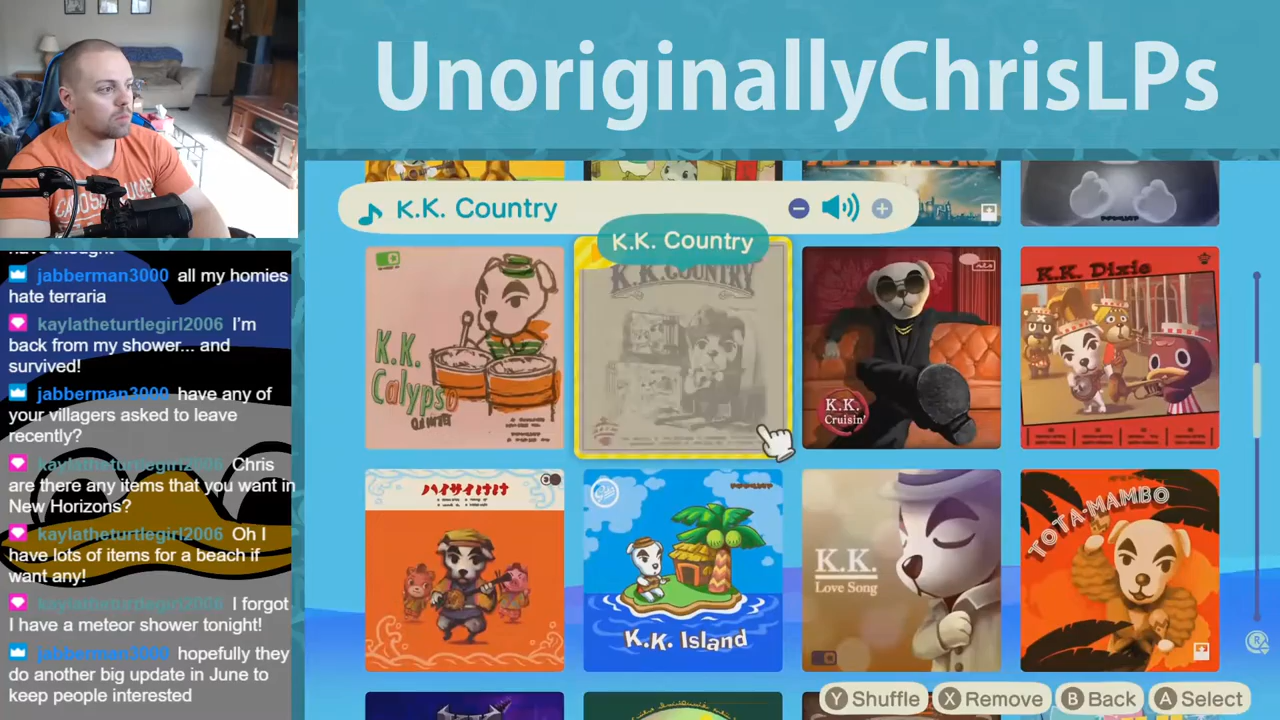 UnoriginallyChrisLPs
K.K. Country
K.K. Country
K.K. COUNTRY
K.K.
Calypso
K.K.
Cruisin'
K.K. Dixie
ハイサイけけ
K.K. Island
K.K.
Love Song
TOTA-MAMBO
jabberman3000 all my homies
hate terraria
kaylatheturtlegirl2006 I'm
back from my shower... and
survived!
jabberman3000 have any of
your villagers asked to leave
recently?
kaylatheturtlegirl2006 Chris
are there any items that you want in
New Horizons?
kaylatheturtlegirl2006 Oh I
have lots of items for a beach if
want any!
kaylatheturtlegirl2006 I forgot
I have a meteor shower tonight!
jabberman3000 hopefully they
do another big update in June to
keep people interested
Y Shuffle X Remove B Back A Select
R